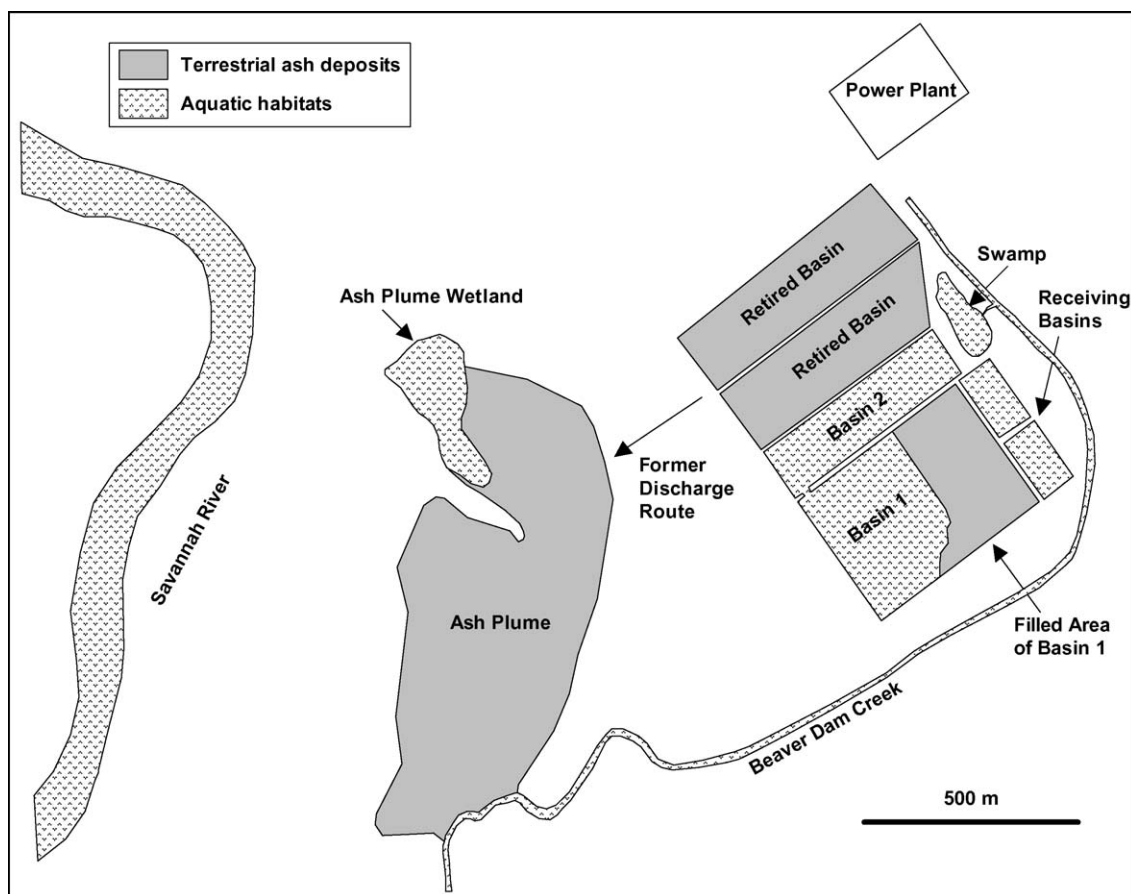 Terrestrial ash deposits
Aquatic habitats
Power Plant
Retired Basin
Swamp
Ash Plume Wetland
Receiving
Basins
Retired Basin
Basin 2
Former
Discharge
Route
Basin 1
Savannah River
Ash Plume
Filled Area
of Basin 1
Beaver Dam Creek
500 m